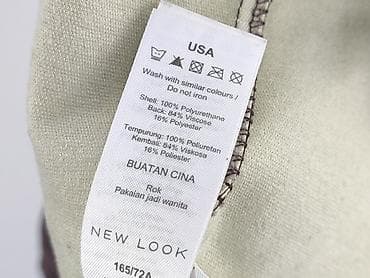 USA
Wash with similar colours /
Do not iron
Shell: 100% Polyurethane
Back: 84% Viscose
16% Polyester
Tempurung: 100% Poliuretan
Kembali: 84% Viskosa
16% Poliester
BUATAN CINA
Rok
Pakaian jadi wanita
NEW LOOK
165/72A